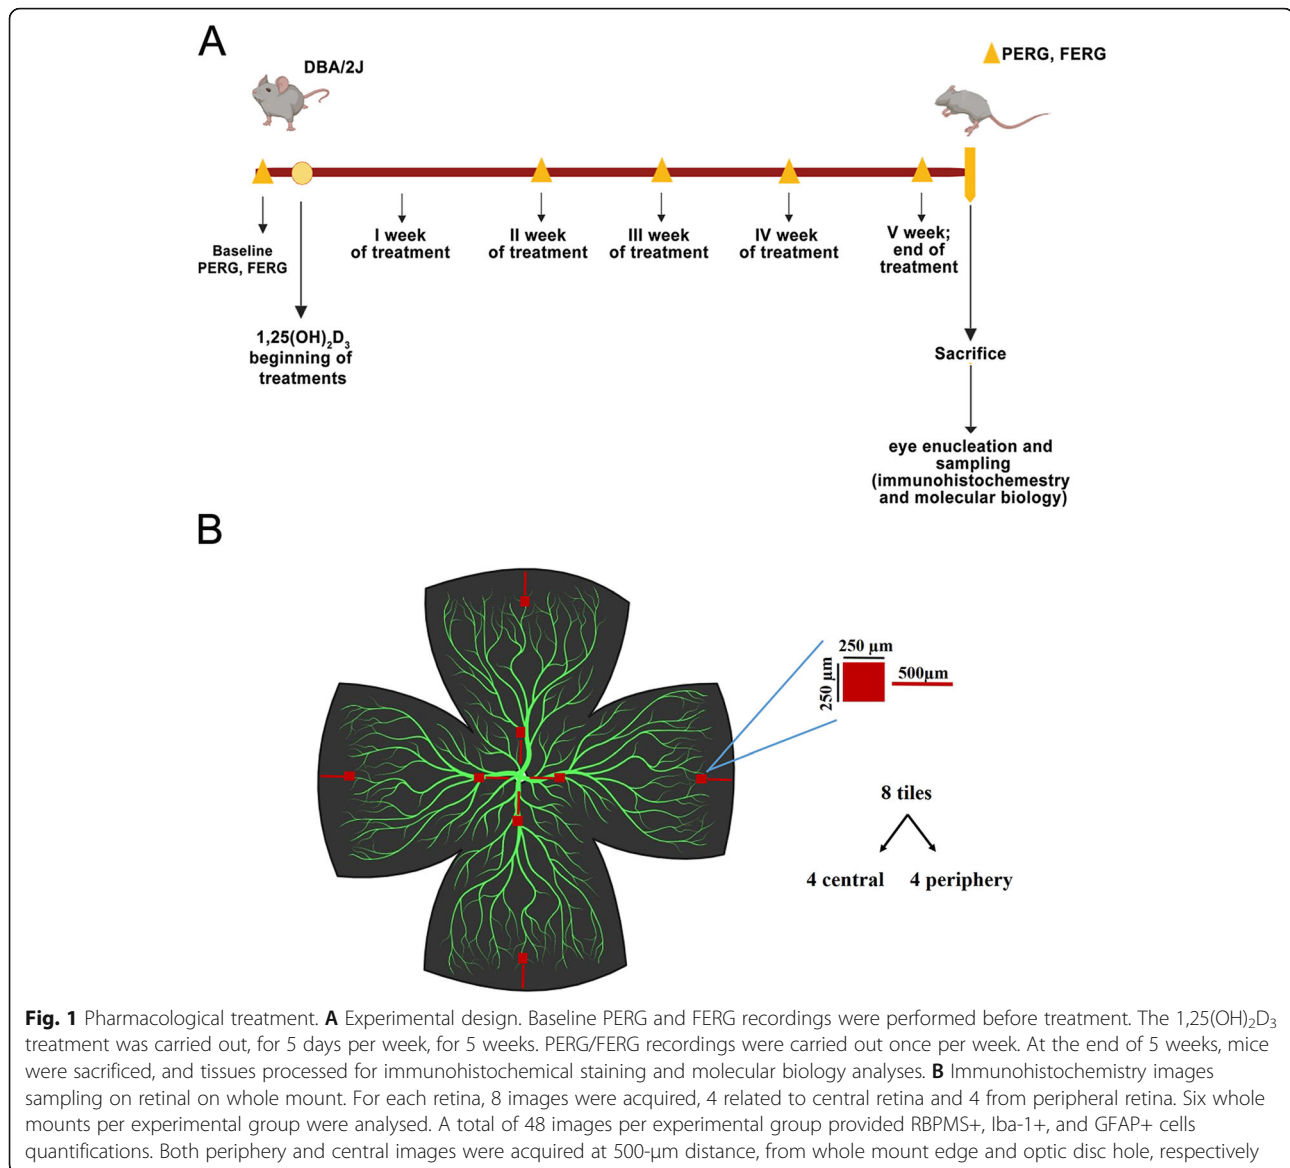 A
DBA/2J
PERG, FERG
Baseline
PERG, FERG
I week
of treatment
II week
of treatment
III week
of treatment
IV week
of treatment
V week;
end of
treatment
1,25(OH)₂D₃
beginning of
treatments
Sacrifice
eye enucleation and
sampling
(immunohistochemestry
and molecular biology)
B
250 µm
250 µm
500µm
8 tiles
4 central
4 periphery
Fig. 1 Pharmacological treatment. A Experimental design. Baseline PERG and FERG recordings were performed before treatment. The 1,25(OH)₂D₃
treatment was carried out, for 5 days per week, for 5 weeks. PERG/FERG recordings were carried out once per week. At the end of 5 weeks, mice
were sacrificed, and tissues processed for immunohistochemical staining and molecular biology analyses. B Immunohistochemistry images
sampling on retinal on whole mount. For each retina, 8 images were acquired, 4 related to central retina and 4 from peripheral retina. Six whole
mounts per experimental group were analysed. A total of 48 images per experimental group provided RBPMS+, Iba-1+, and GFAP+ cells
quantifications. Both periphery and central images were acquired at 500-µm distance, from whole mount edge and optic disc hole, respectively